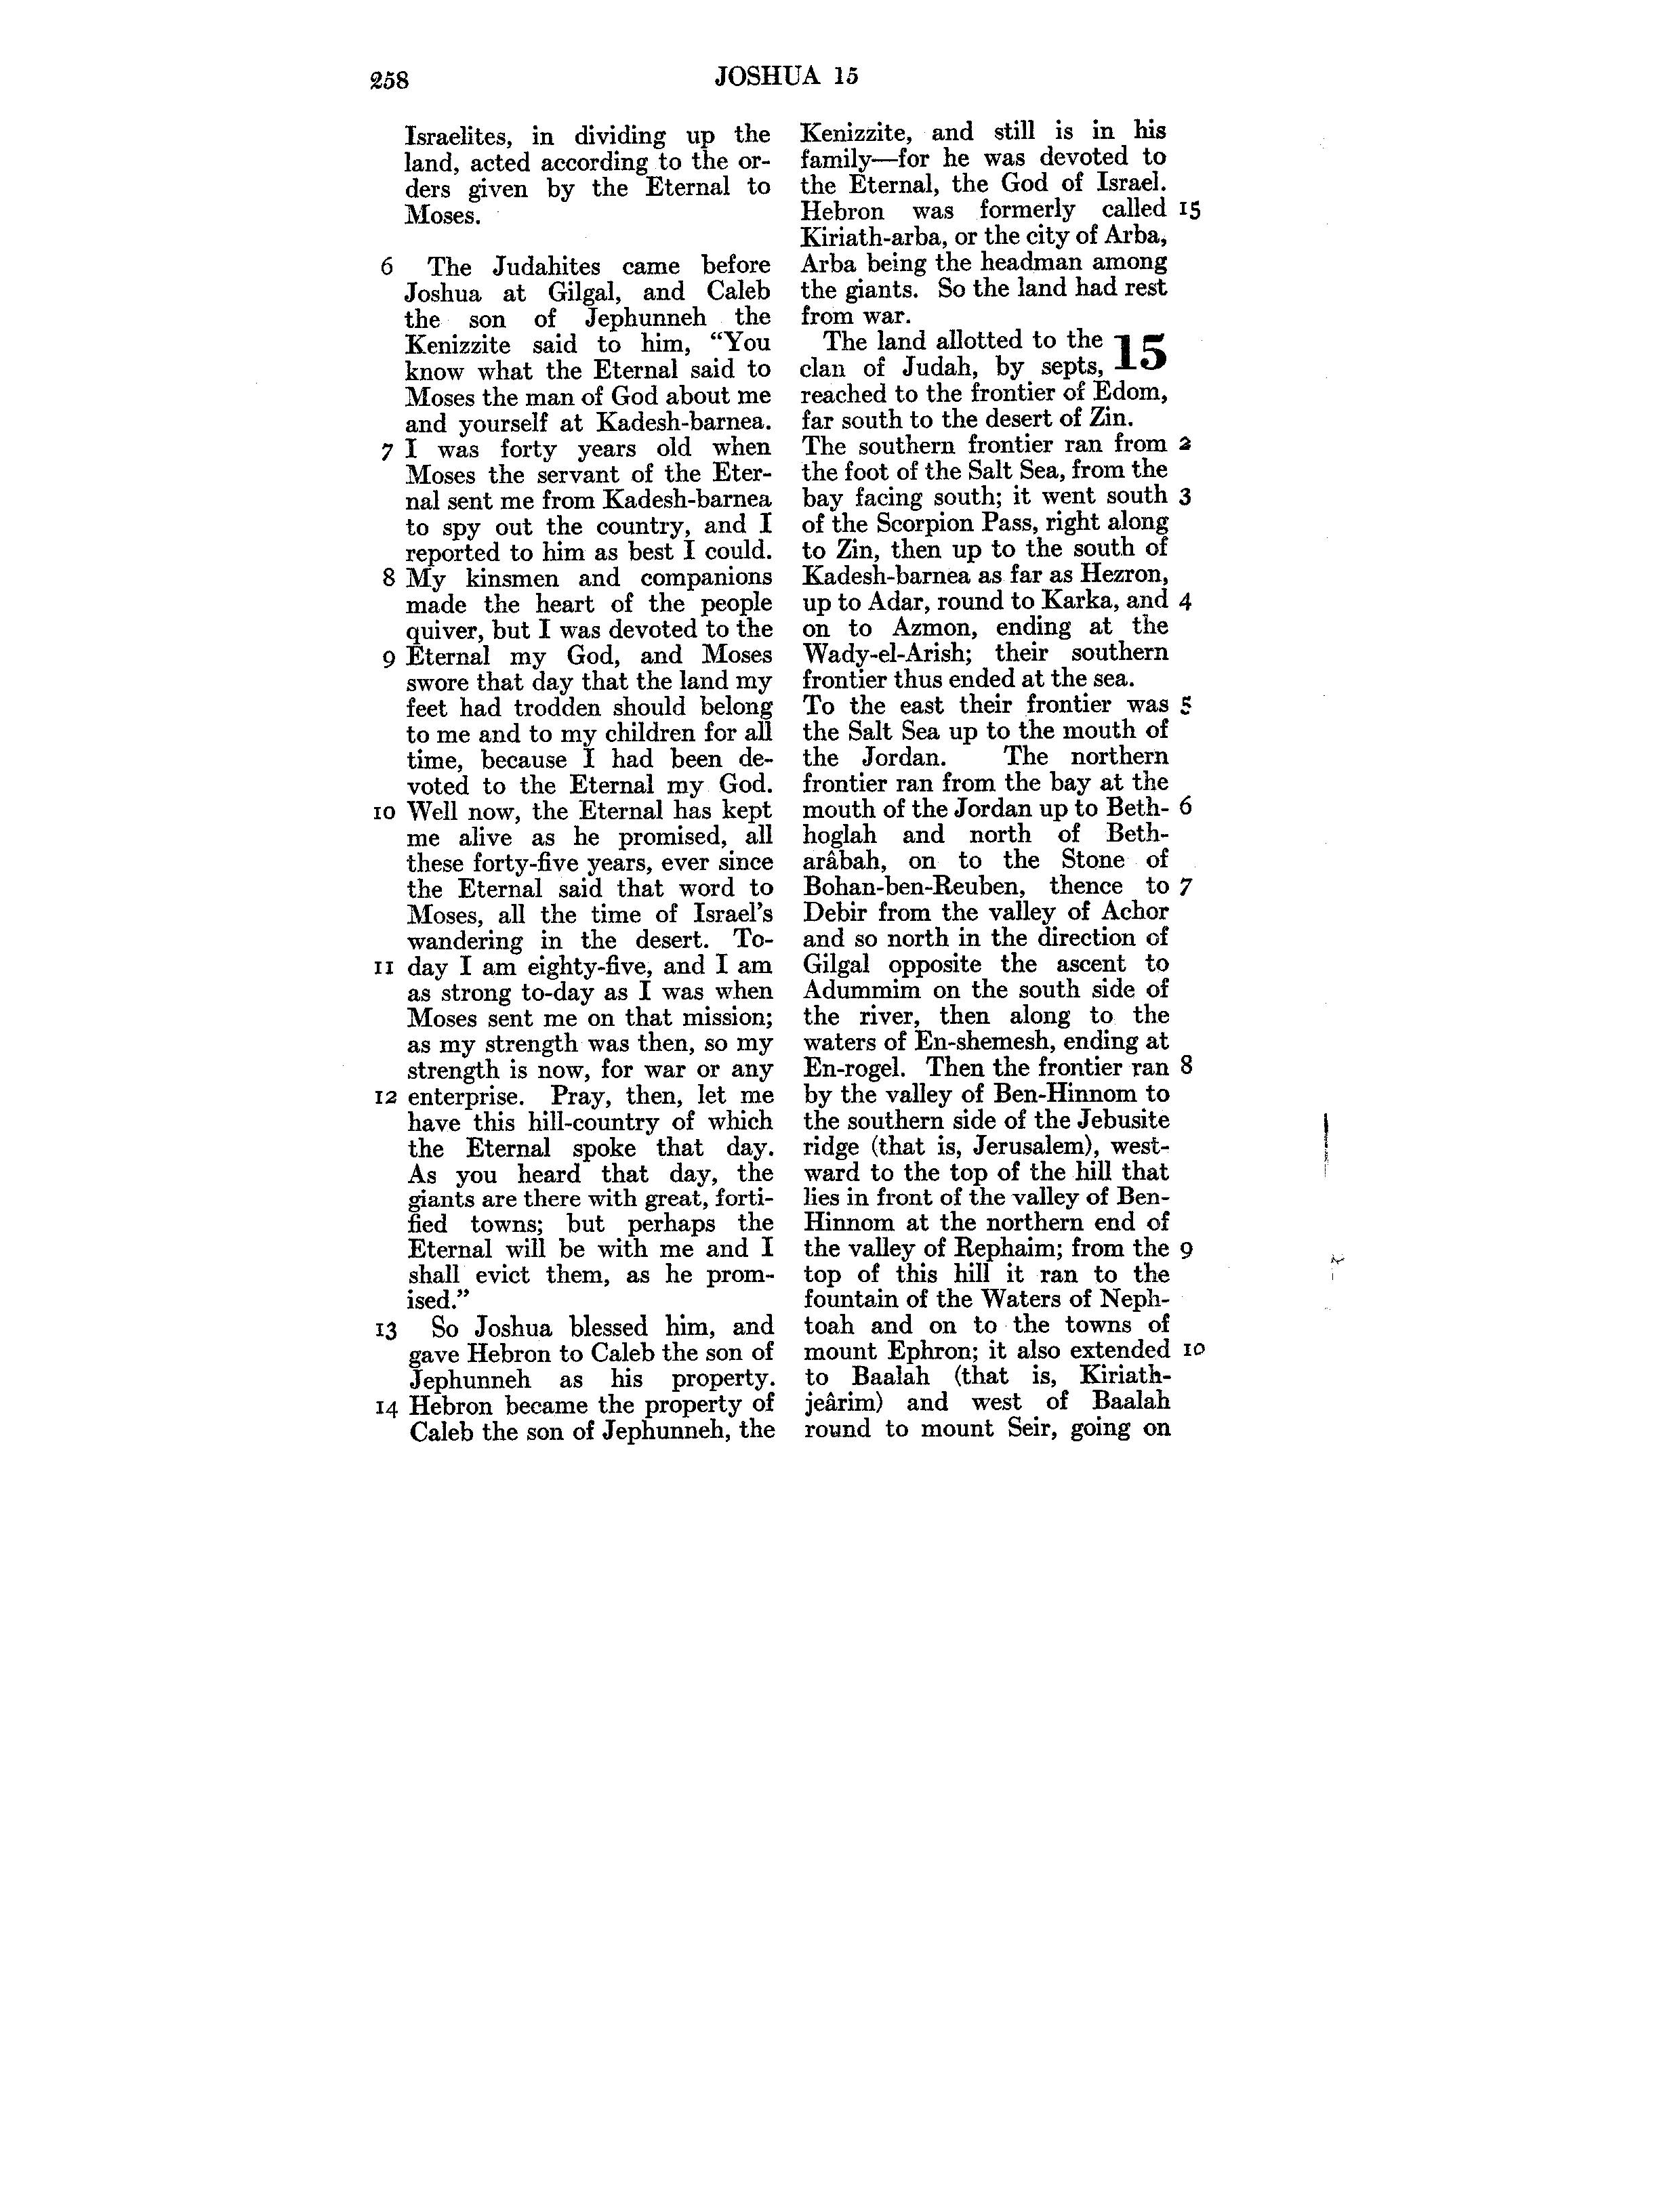 258
JOSHUA 15
Israelites, in dividing up the
land, acted according to the or-
ders given by the Eternal to
Moses.
6 The Judahites came before
Joshua at Gilgal, and Caleb
the son of Jephunneh the
Kenizzite said to him, “You
know what the Eternal said to
Moses the man of God about me
and yourself at Kadesh-barnea.
7 I was forty years old when
Moses the servant of the Eter-
nal sent me from Kadesh-barnea
to spy out the country, and I
reported to him as best I could.
8 My kinsmen and companions
made the heart of the people
quiver, but I was devoted to the
9 Eternal my God, and Moses
swore that day that the land my
feet had trodden should belong
to me and to my children for all
time, because I had been de-
voted to the Eternal my God.
10 Well now, the Eternal has kept
me alive as he promised, all
these forty-five years, ever since
the Eternal said that word to
Moses, all the time of Israel’s
wandering in the desert. To-
11 day I am eighty-five, and I am
as strong to-day as I was when
Moses sent me on that mission;
as my strength was then, so my
strength is now, for war or any
12 enterprise. Pray, then, let me
have this hill-country of which
the Eternal spoke that day.
As you heard that day, the
giants are there with great, forti-
fied towns; but perhaps the
Eternal will be with me and I
shall evict them, as he prom-
ised.”
13 So Joshua blessed him, and
gave Hebron to Caleb the son of
Jephunneh as his property.
14 Hebron became the property of
Caleb the son of Jephunneh, the
Kenizzite, and still is in his
family—for he was devoted to
the Eternal, the God of Israel.
Hebron was formerly called 15
Kiriath-arba, or the city of Arba,
Arba being the headman among
the giants. So the land had rest
from war.
The land allotted to the 15
clan of Judah, by septs,
reached to the frontier of Edom,
far south to the desert of Zin.
The southern frontier ran from 2
the foot of the Salt Sea, from the
bay facing south; it went south 3
of the Scorpion Pass, right along
to Zin, then up to the south of
Kadesh-barnea as far as Hezron,
up to Adar, round to Karka, and 4
on to Azmon, ending at the
Wady-el-Arish; their southern
frontier thus ended at the sea.
To the east their frontier was 5
the Salt Sea up to the mouth of
the Jordan. The northern
frontier ran from the bay at the
mouth of the Jordan up to Beth- 6
hoglah and north of Beth-
arâbah, on to the Stone of
Bohan-ben-Reuben, thence to 7
Debir from the valley of Achor
and so north in the direction of
Gilgal opposite the ascent to
Adummim on the south side of
the river, then along to the
waters of En-shemesh, ending at
En-rogel. Then the frontier ran 8
by the valley of Ben-Hinnom to
the southern side of the Jebusite
ridge (that is, Jerusalem), west-
ward to the top of the hill that
lies in front of the valley of Ben-
Hinnom at the northern end of
the valley of Rephaim; from the 9
top of this hill it ran to the
fountain of the Waters of Neph-
toah and on to the towns of
mount Ephron; it also extended 10
to Baalah (that is, Kiriath-
jeârim) and west of Baalah
round to mount Seir, going on